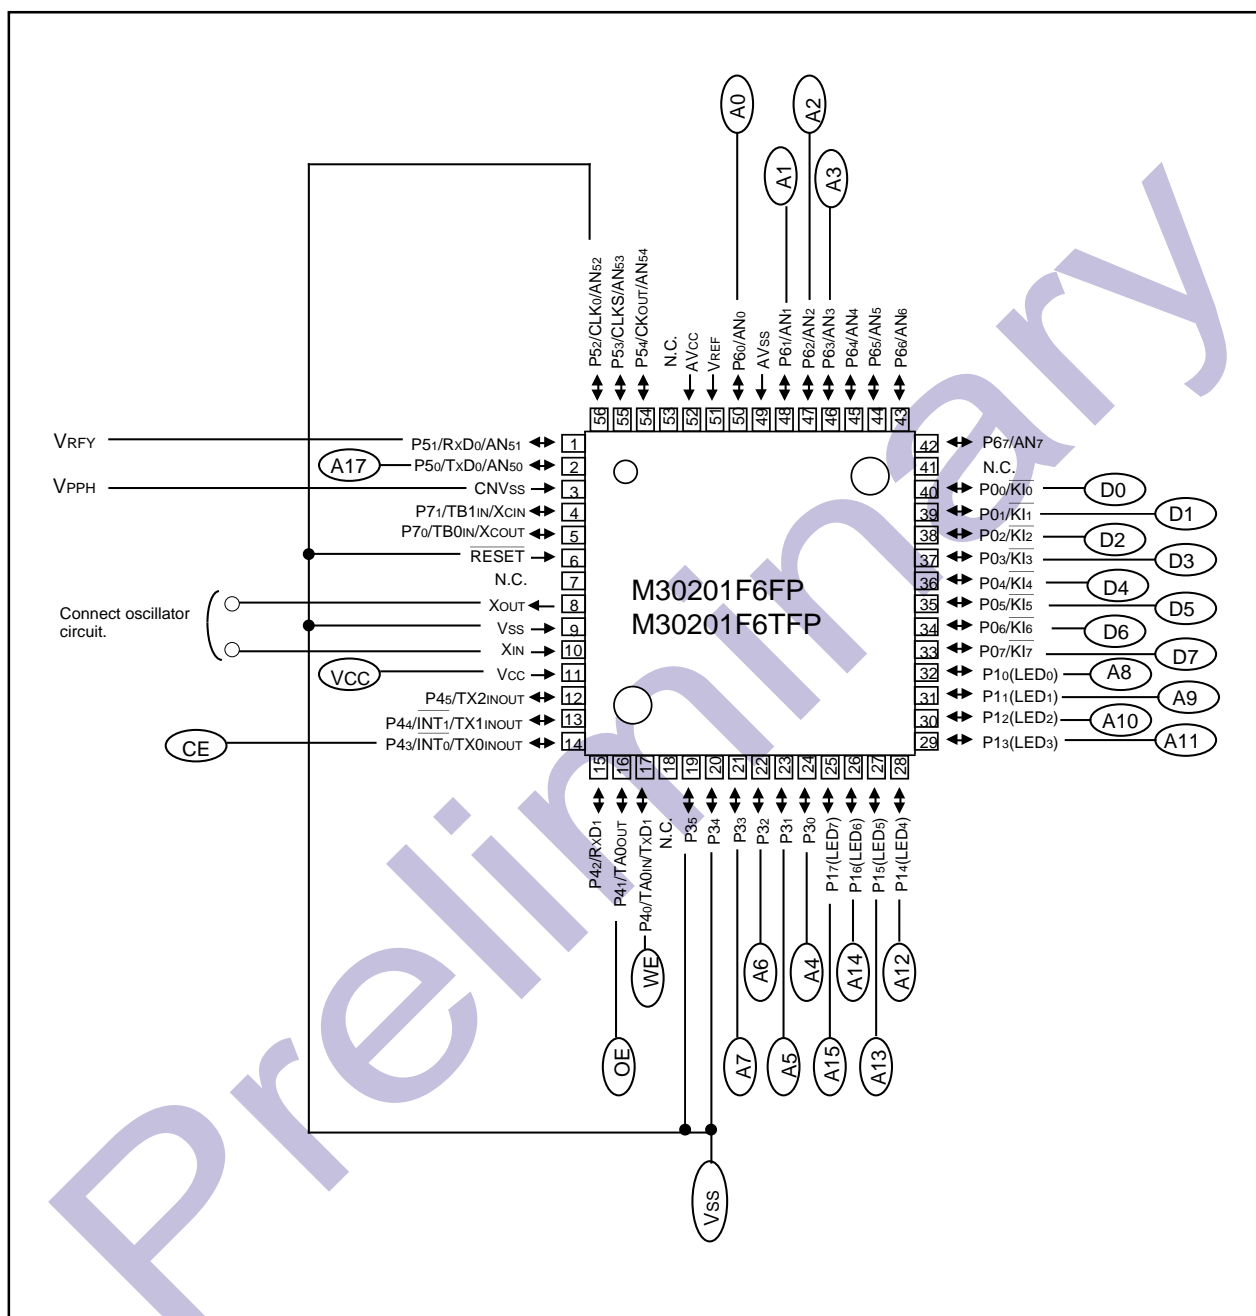 A0
A2
A1
A3
P52/CLK0/AN52
P53/CLKS/AN53
P54/CKOUT/AN54
N.C.
AVCC
VREF
P60/AN0
AVSS
P61/AN1
P62/AN2
P63/AN3
P64/AN4
P65/AN5
P66/AN6
56 55 54 53 52 51 50 49 48 47 46 45 44 43
VRFY P51/RXD0/AN51 1
A17 P50/TXD0/AN50 2
VPPH CNVSS 3
P71/TB1IN/XCIN 4
P70/TB0IN/XCOUT 5
RESET 6
N.C. 7
XOUT 8
VSS 9
XIN 10
Connect oscillator
circuit.
VCC VCC 11
P45/TX2INOUT 12
P44/INT1/TX1INOUT 13
CE P43/INT0/TX0INOUT 14
M30201F6FP
M30201F6TFP
42 P67/AN7
41 N.C.
40 P00/KI0 D0
39 P01/KI1 D1
38 P02/KI2 D2
37 P03/KI3 D3
36 P04/KI4 D4
35 P05/KI5 D5
34 P06/KI6 D6
33 P07/KI7 D7
32 P10(LED0) A8
31 P11(LED1) A9
30 P12(LED2) A10
29 P13(LED3) A11
15 16 17 18 19 20 21 22 23 24 25 26 27 28
P42/RXD1
P41/TA0OUT
P40/TA0IN/TXD1
N.C.
P35
P34
P33
P32
P31
P30
P17(LED7)
P16(LED6)
P15(LED5)
P14(LED4)
WE
A6
A4
A14
A12
OE
A7
A5
A15
A13
VSS
Preliminary